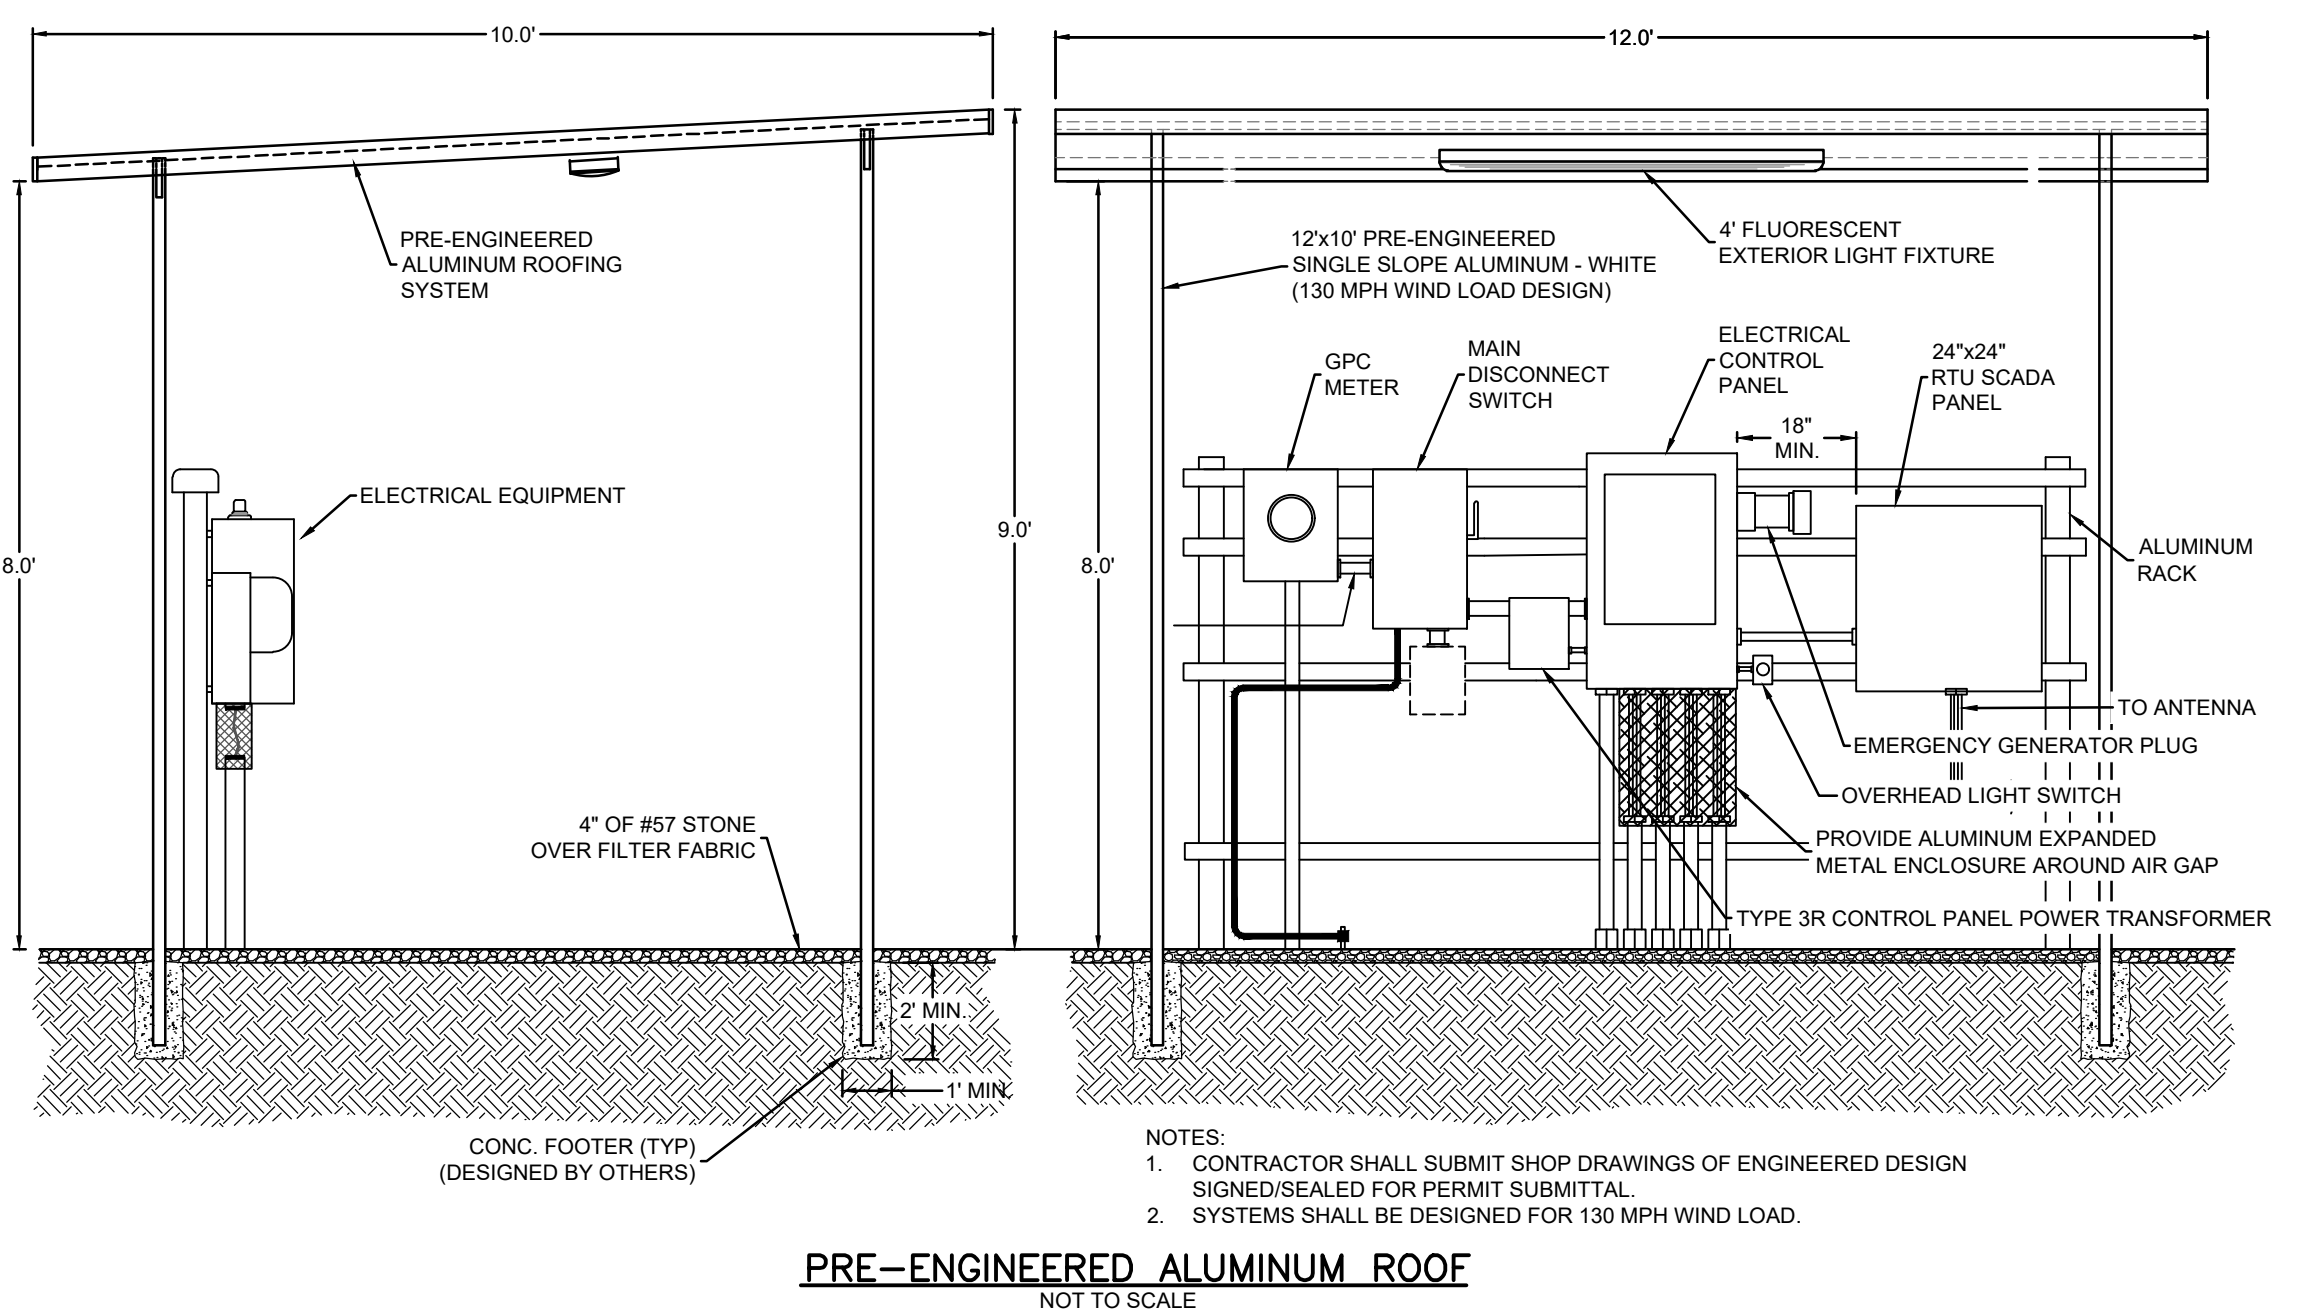 10.0'
12.0'
PRE-ENGINEERED
ALUMINUM ROOFING
SYSTEM
12'x10' PRE-ENGINEERED
SINGLE SLOPE ALUMINUM - WHITE
(130 MPH WIND LOAD DESIGN)
4' FLUORESCENT
EXTERIOR LIGHT FIXTURE
GPC
METER
MAIN
DISCONNECT
SWITCH
ELECTRICAL
CONTROL
PANEL
24"x24"
RTU SCADA
PANEL
18"
MIN.
ELECTRICAL EQUIPMENT
8.0'
9.0'
8.0'
ALUMINUM
RACK
TO ANTENNA
EMERGENCY GENERATOR PLUG
OVERHEAD LIGHT SWITCH
4" OF #57 STONE
OVER FILTER FABRIC
PROVIDE ALUMINUM EXPANDED
METAL ENCLOSURE AROUND AIR GAP
TYPE 3R CONTROL PANEL POWER TRANSFORMER
2' MIN.
1' MIN.
CONC. FOOTER (TYP)
(DESIGNED BY OTHERS)
NOTES:
1. CONTRACTOR SHALL SUBMIT SHOP DRAWINGS OF ENGINEERED DESIGN
SIGNED/SEALED FOR PERMIT SUBMITTAL.
2. SYSTEMS SHALL BE DESIGNED FOR 130 MPH WIND LOAD.
PRE-ENGINEERED ALUMINUM ROOF
NOT TO SCALE